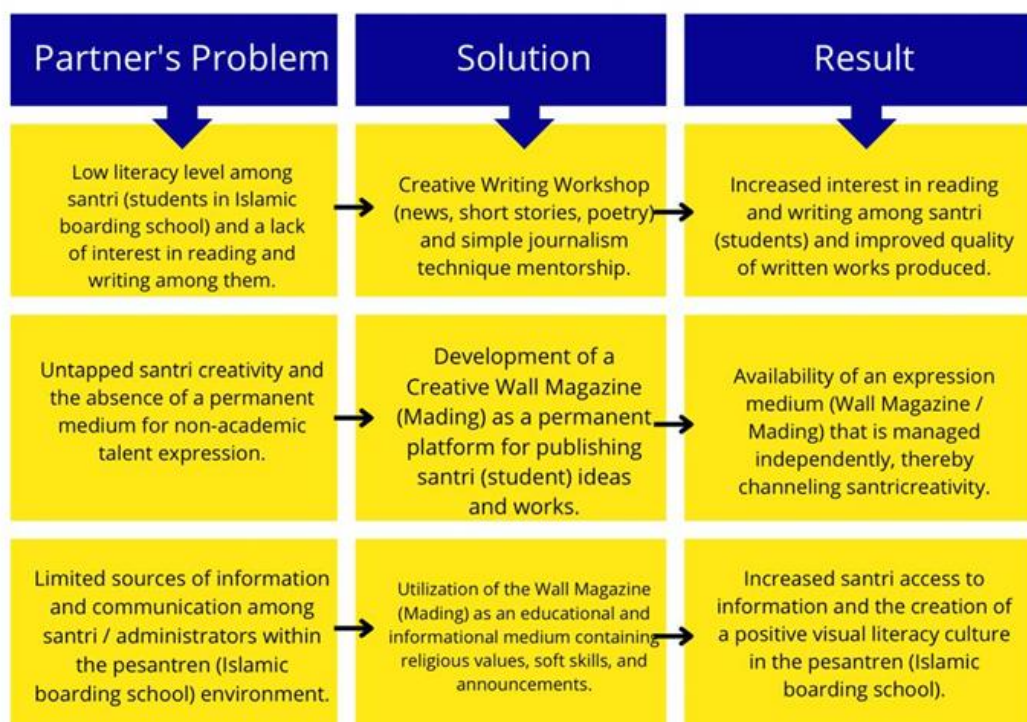 Partner's Problem
Solution
Result
Low literacy level among
santri (students in Islamic
boarding school) and a lack
of interest in reading and
writing among them.
Creative Writing Workshop
(news, short stories, poetry)
and simple journalism
technique mentorship.
Increased interest in reading
and writing among santri
(students) and improved quality
of written works produced.
Untapped santri creativity and
the absence of a permanent
medium for non-academic
talent expression.
Development of a
Creative Wall Magazine
(Mading) as a permanent
platform for publishing
santri (student) ideas
and works.
Availability of an expression
medium (Wall Magazine /
Mading) that is managed
independently, thereby
channeling santricreativity.
Limited sources of information
and communication among
santri / administrators within
the pesantren (Islamic
boarding school) environment.
Utilization of the Wall Magazine
(Mading) as an educational and
informational medium containing
religious values, soft skills, and
announcements.
Increased santri access to
information and the creation of
a positive visual literacy culture
in the pesantren (Islamic
boarding school).